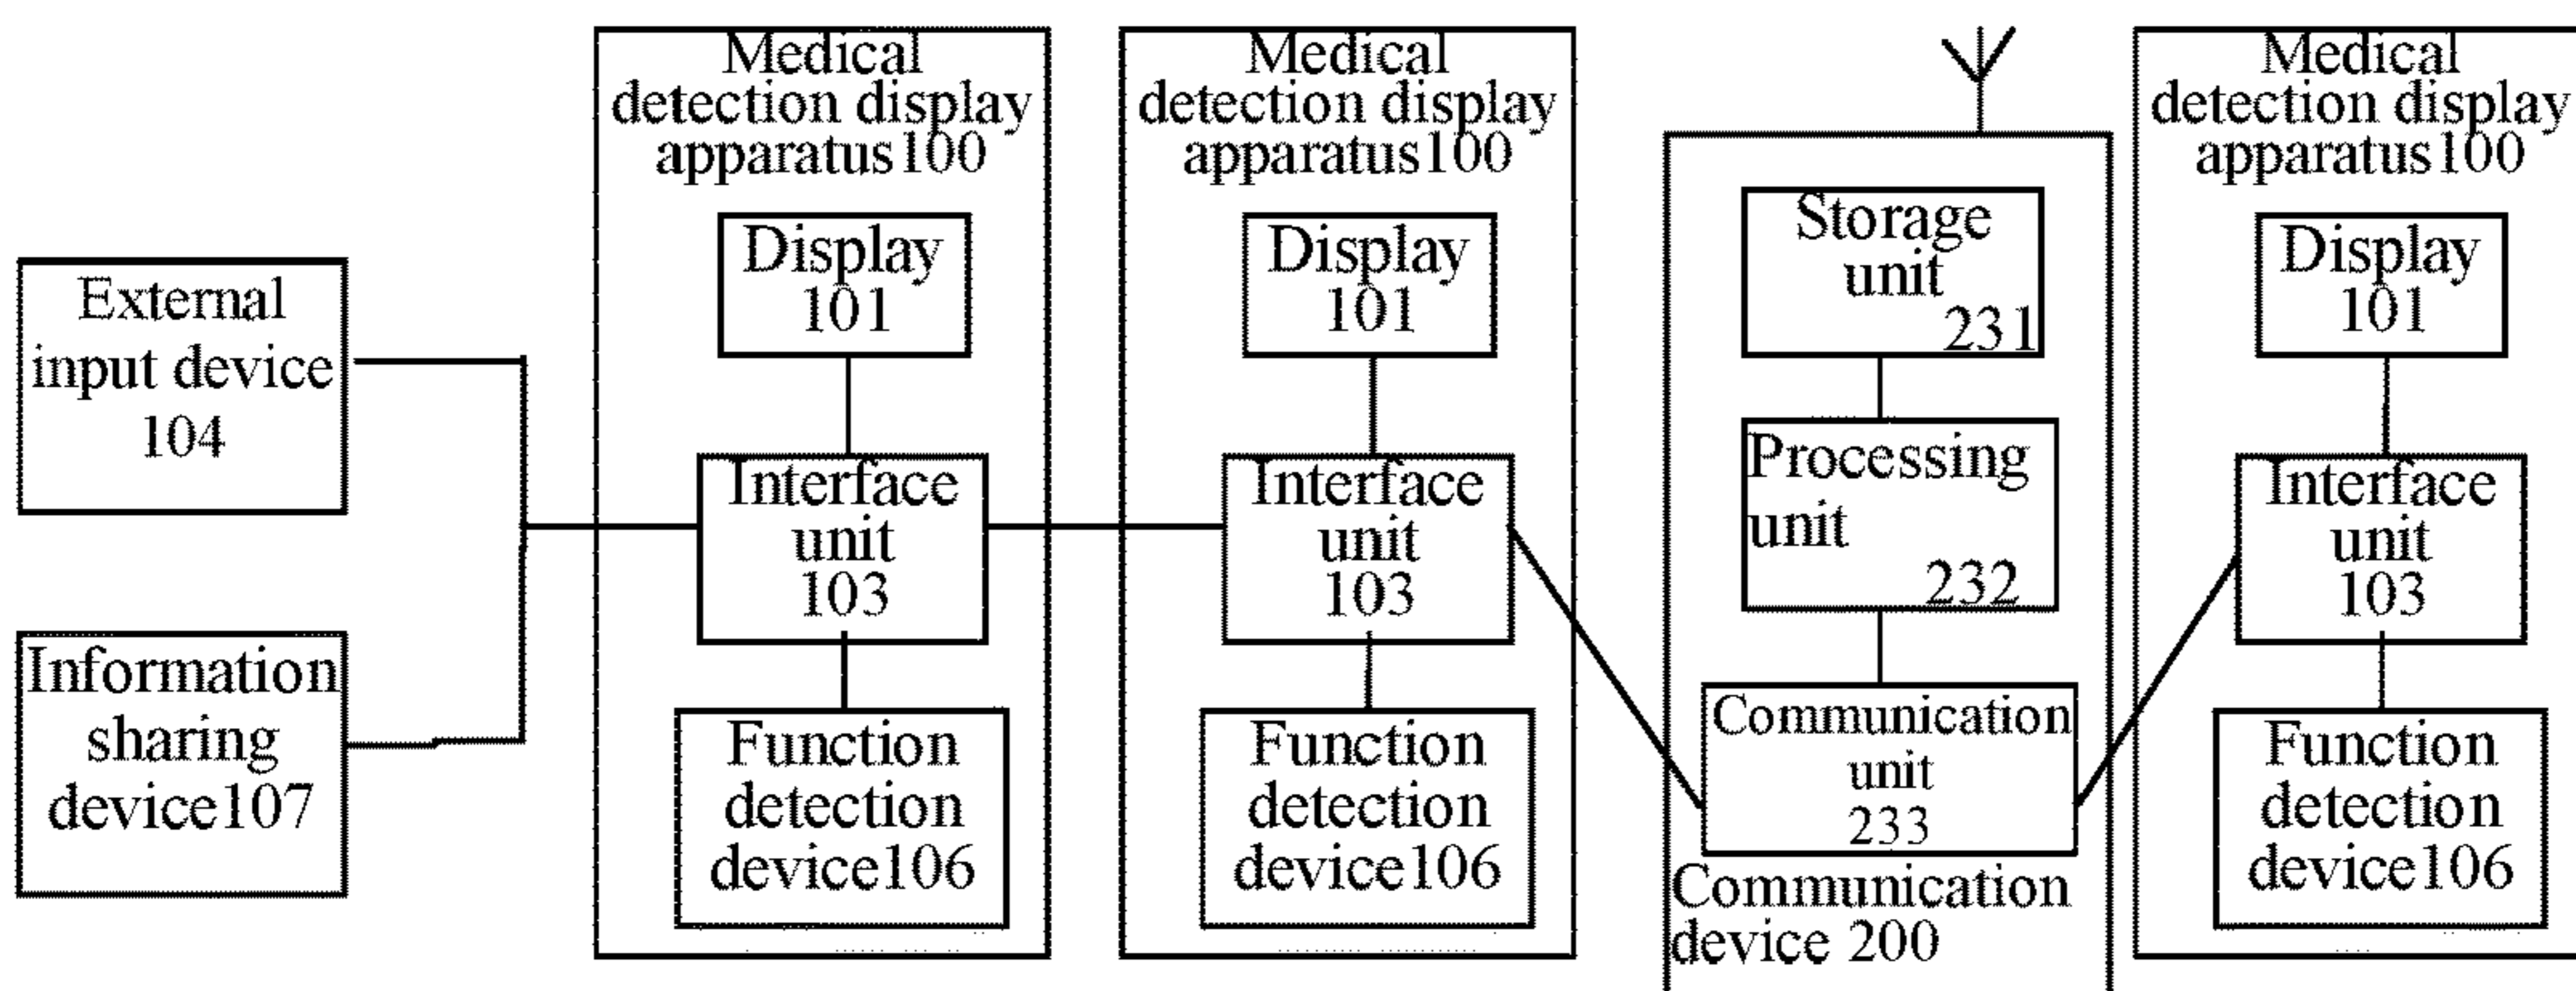 External
input device
104
Information
sharing
device107
Medical
detection display
apparatus100
Display
101
Interface
unit
103
Function
detection
device106
Medical
detection display
apparatus100
Display
101
Interface
unit
103
Function
detection
device106
Storage
unit
231
Processing
unit
232
Communication
unit
233
Communication
device 200
Medical
detection display
apparatus100
Display
101
Interface
unit
103
Function
detection
device106